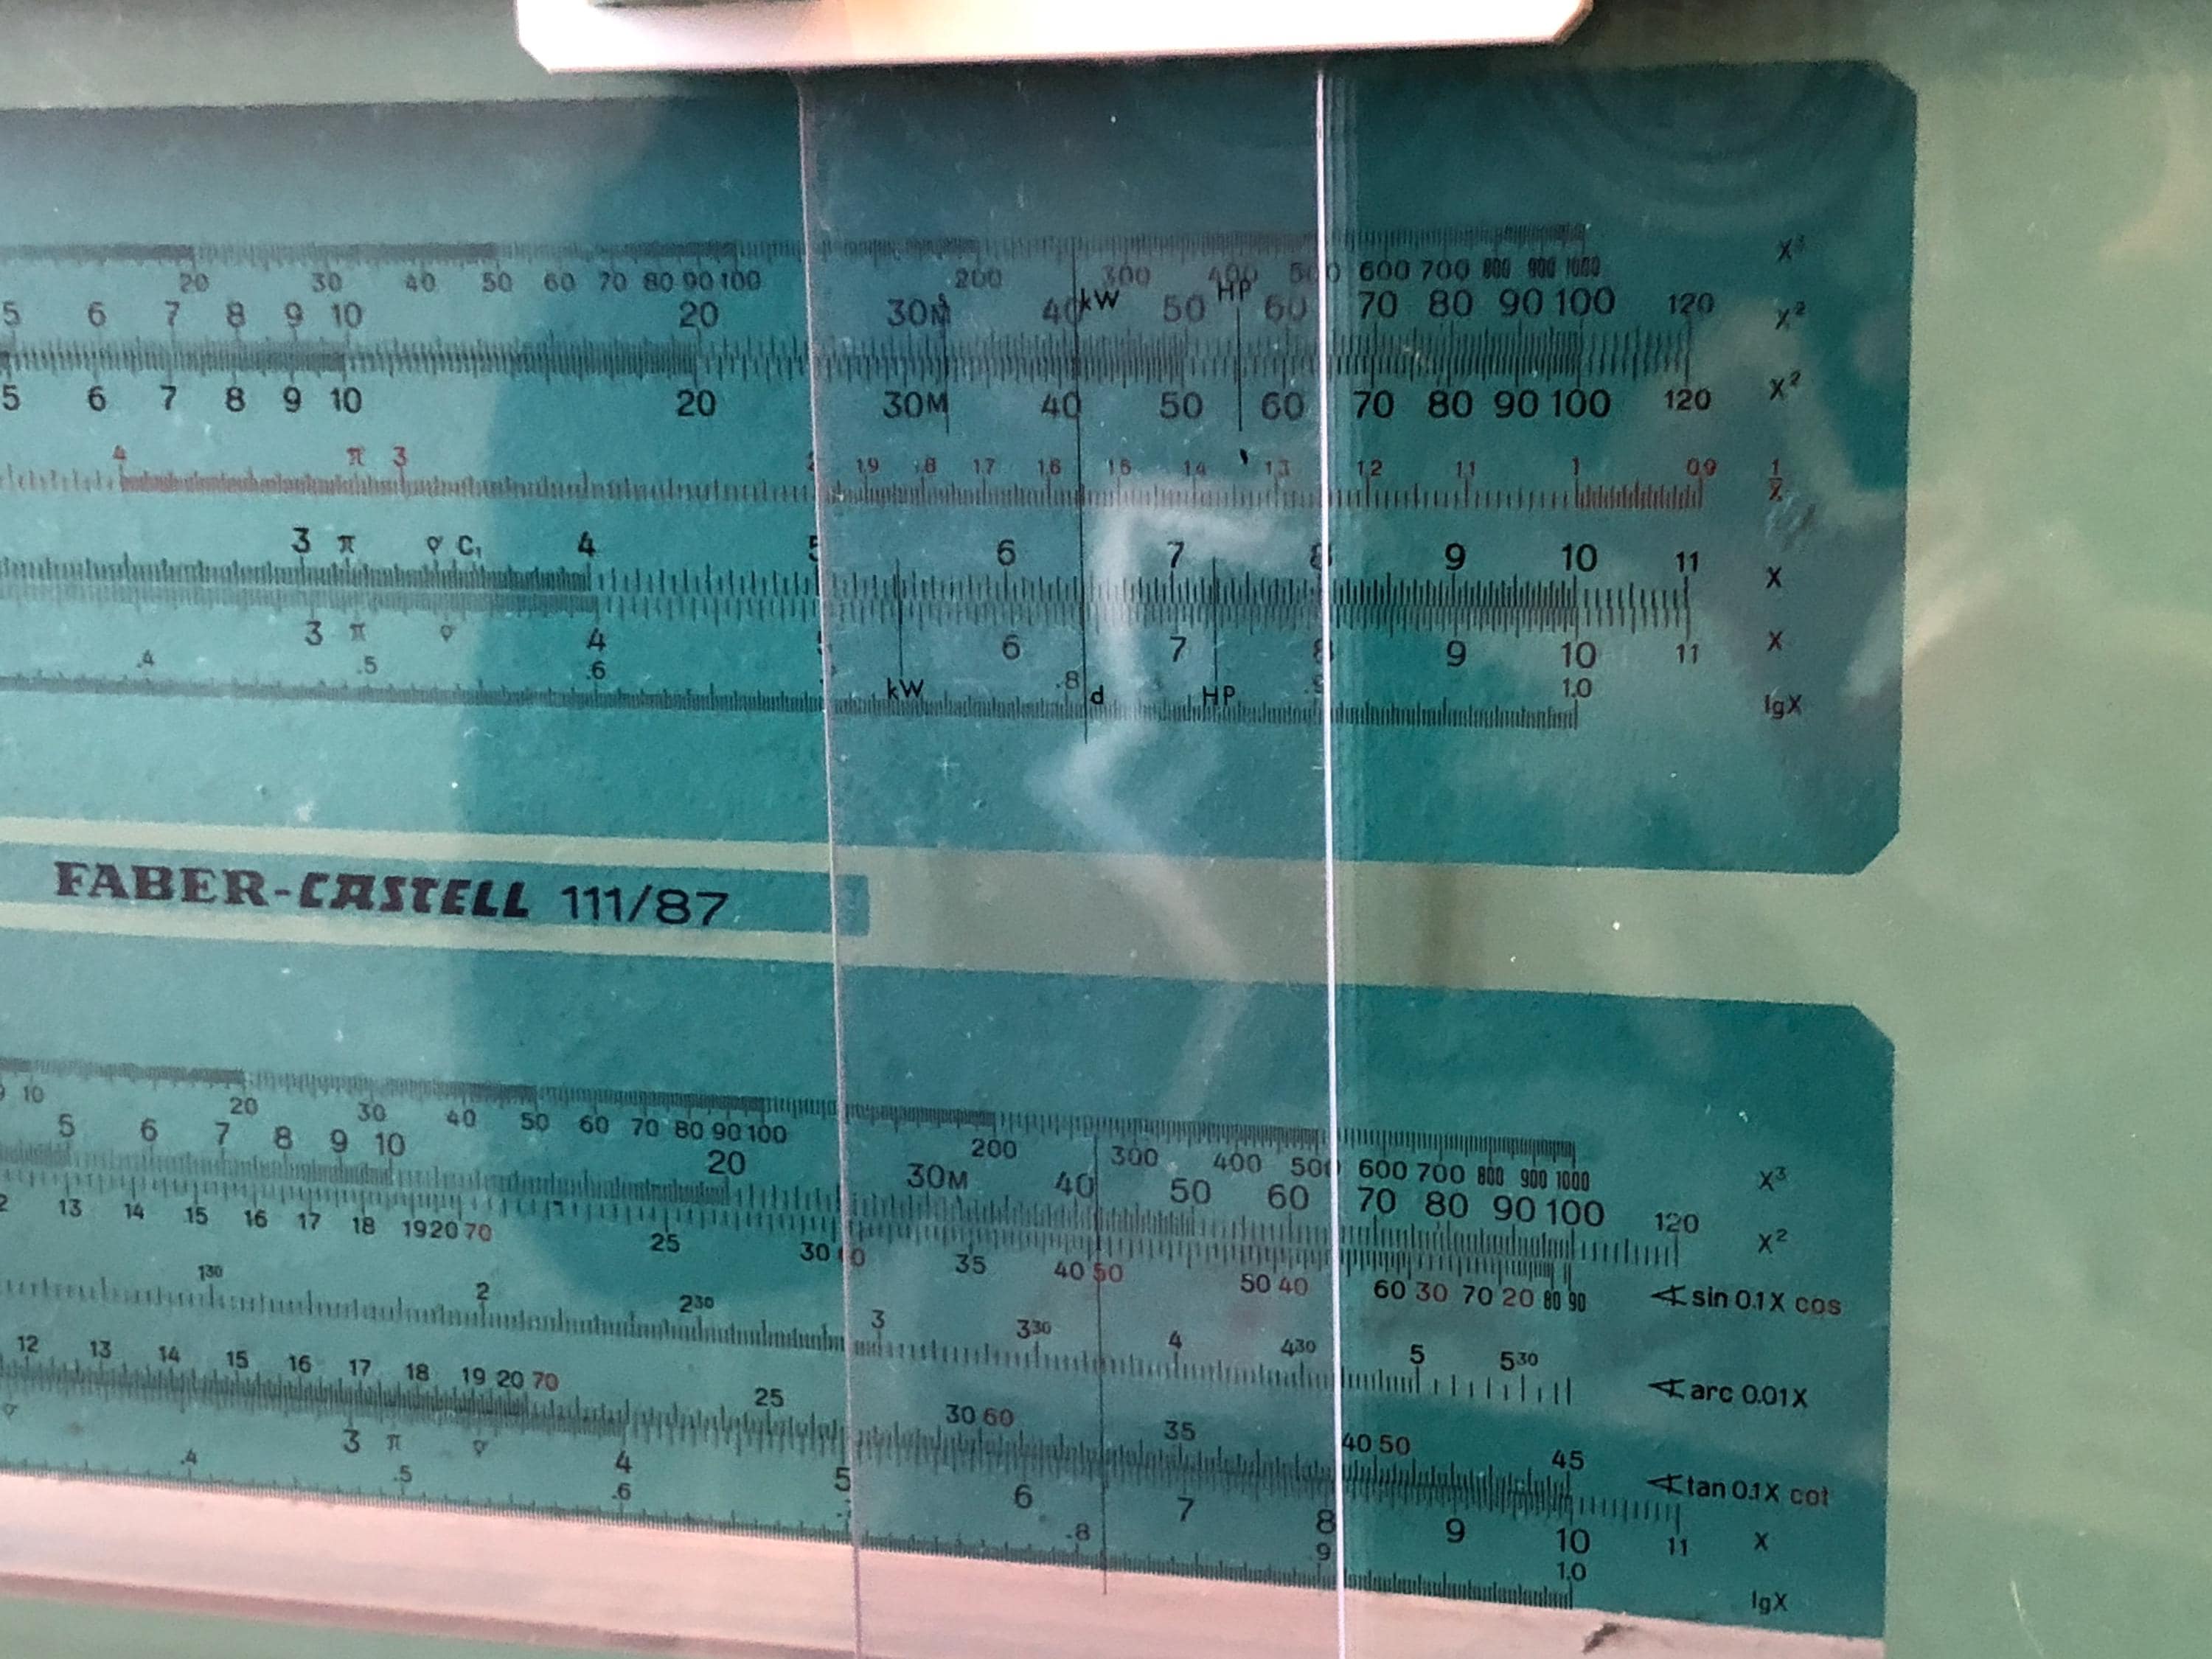 20 30 40 50 60 70 80 90 100 200 300 400 500 600 700 800 900 1000 x³
5 6 7 8 9 10 20 30M 40 kW 50 HP 60 70 80 90 100 120 x²
5 6 7 8 9 10 20 30M 40 50 60 70 80 90 100 120 x²
4 π 3 1.9 1.8 1.7 1.6 1.5 1.4 1.3 1.2 1.1 1 0.9 1/x
3 π C₁ 4 5 6 7 8 9 10 11 x
3 π 4 6 7 8 9 10 11 x
.4 .5 .6 kW .8 d HP .9 1.0 lgx
FABER-CASTELL 111/87
9 10 20 30 40 50 60 70 80 90 100 200 300 400 500 600 700 800 900 1000 x³
5 6 7 8 9 10 20 30M 40 50 60 70 80 90 100 120 x²
13 14 15 16 17 18 19 20 70 25 30 60 35 40 50 50 40 60 30 70 20 80 90 ∢ sin 0.1x cos
1³⁰ 2 2³⁰ 3 3³⁰ 4 4³⁰ 5 5³⁰ ∢ arc 0.01x
12 13 14 15 16 17 18 19 20 70 25 30 60 35 40 50 45 ∢ tan 0.1x cot
3 π 4 5 6 7 8 9 10 11 x
.4 .5 .6 .8 .9 1.0 lgx